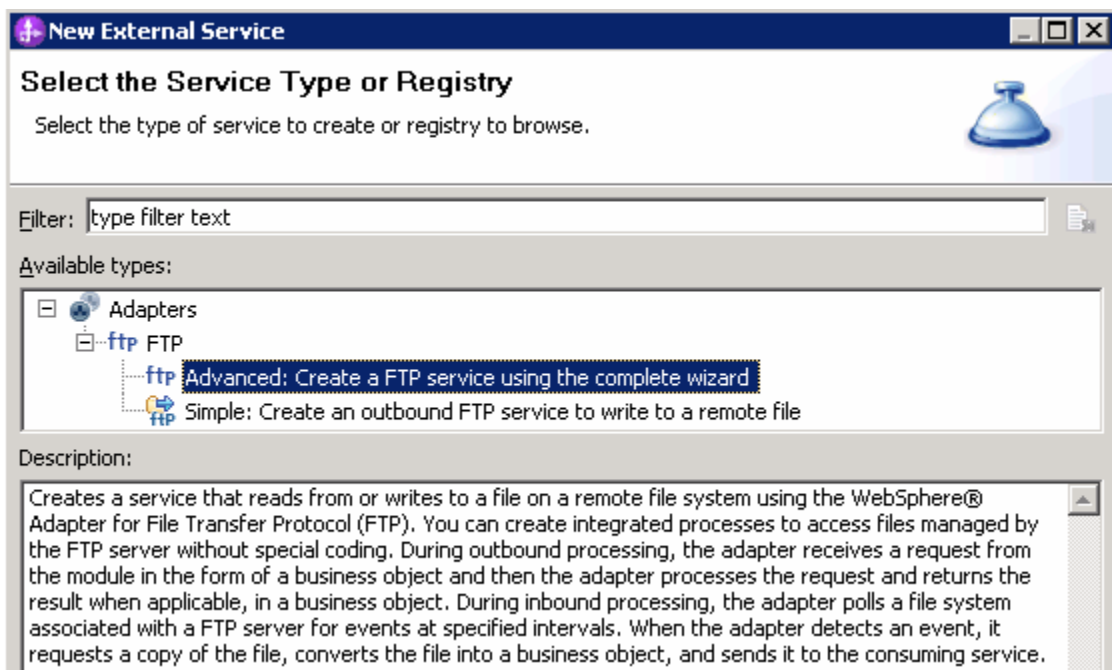 New External Service
Select the Service Type or Registry
Select the type of service to create or registry to browse.
Filter: type filter text
Available types:
Adapters
ftp FTP
ftp Advanced: Create a FTP service using the complete wizard
ftp Simple: Create an outbound FTP service to write to a remote file
Description:
Creates a service that reads from or writes to a file on a remote file system using the WebSphere®
Adapter for File Transfer Protocol (FTP). You can create integrated processes to access files managed by
the FTP server without special coding. During outbound processing, the adapter receives a request from
the module in the form of a business object and then the adapter processes the request and returns the
result when applicable, in a business object. During inbound processing, the adapter polls a file system
associated with a FTP server for events at specified intervals. When the adapter detects an event, it
requests a copy of the file, converts the file into a business object, and sends it to the consuming service.